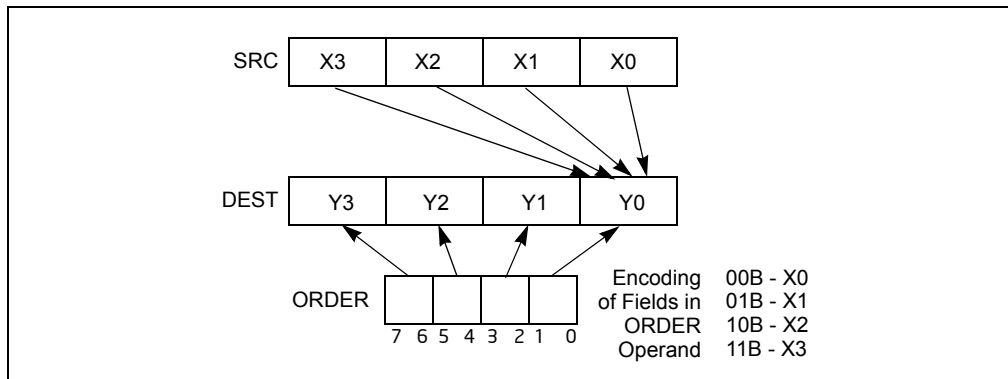 SRC X3 X2 X1 X0
DEST Y3 Y2 Y1 Y0
ORDER
7 6 5 4 3 2 1 0
Encoding 00B - X0
of Fields in 01B - X1
ORDER 10B - X2
Operand 11B - X3